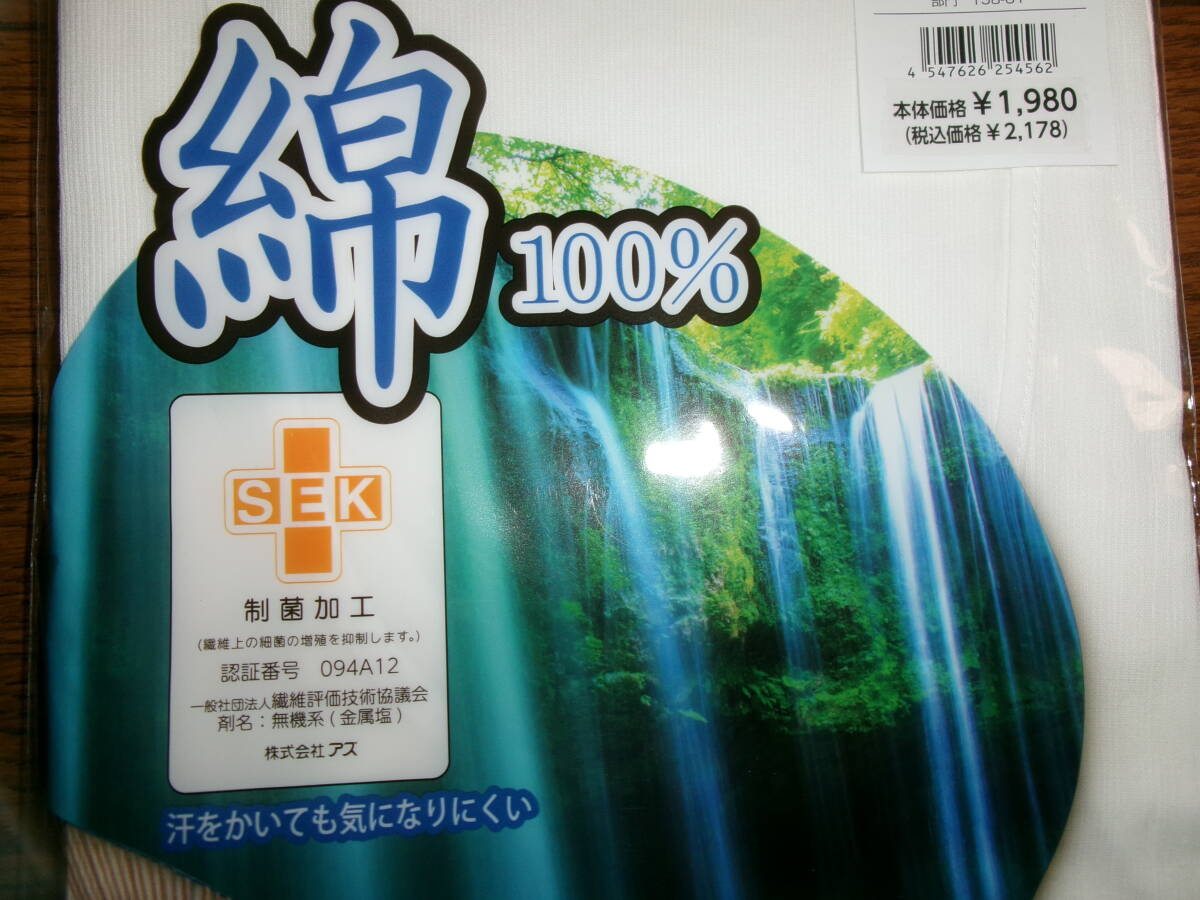 4 547626 254562
本体価格 ¥1,980
(税込価格 ¥2,178)
綿
100%
SEK
制菌加工
(繊維上の細菌の増殖を抑制します。)
認証番号 094A12
一般社団法人繊維評価技術協議会
剤名:無機系(金属塩)
株式会社 アズ
汗をかいても気になりにくい